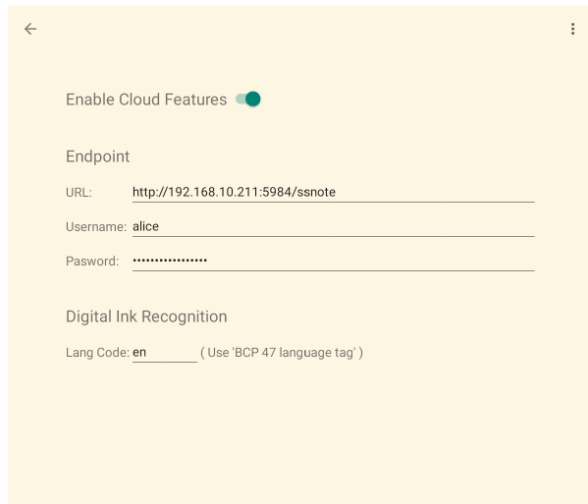 Enable Cloud Features
Endpoint
URL: http://192.168.10.211:5984/ssnote
Username: alice
Pasword: •••••••••••••••••
Digital Ink Recognition
Lang Code: en ( Use 'BCP 47 language tag' )